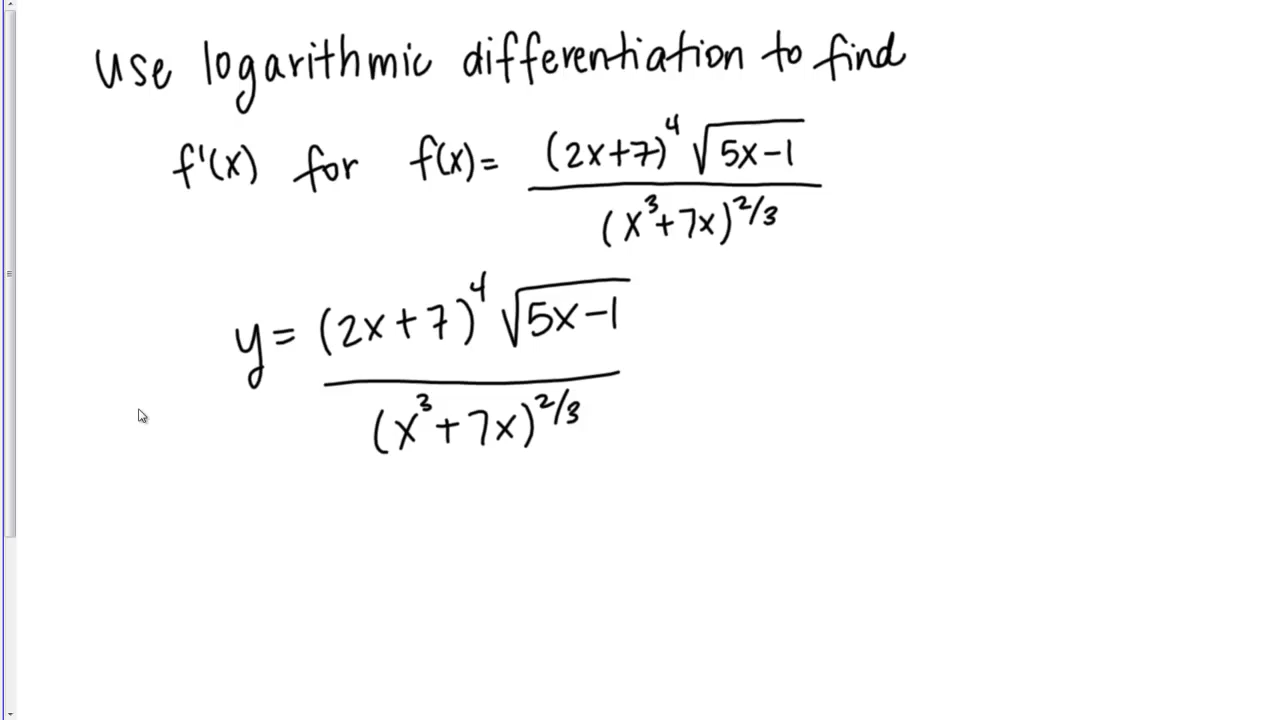 Use logarithmic differentiation to find
f'(x) for f(x) = (2x+7)^4 √(5x-1) / (x^3+7x)^(2/3)
y = (2x+7)^4 √(5x-1) / (x^3+7x)^(2/3)